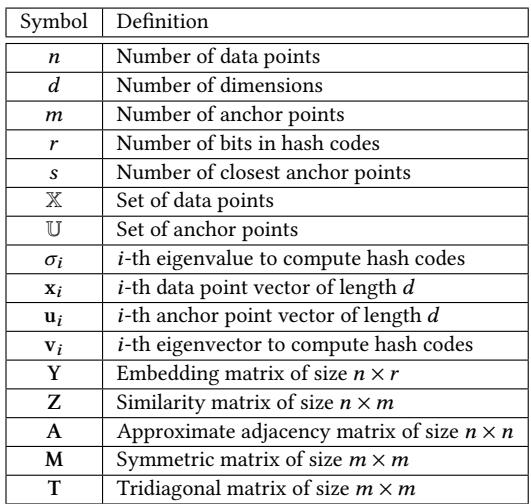 Symbol Definition
n Number of data points
d Number of dimensions
m Number of anchor points
r Number of bits in hash codes
s Number of closest anchor points
𝕏 Set of data points
𝕌 Set of anchor points
σᵢ i-th eigenvalue to compute hash codes
xᵢ i-th data point vector of length d
uᵢ i-th anchor point vector of length d
vᵢ i-th eigenvector to compute hash codes
Y Embedding matrix of size n × r
Z Similarity matrix of size n × m
A Approximate adjacency matrix of size n × n
M Symmetric matrix of size m × m
T Tridiagonal matrix of size m × m